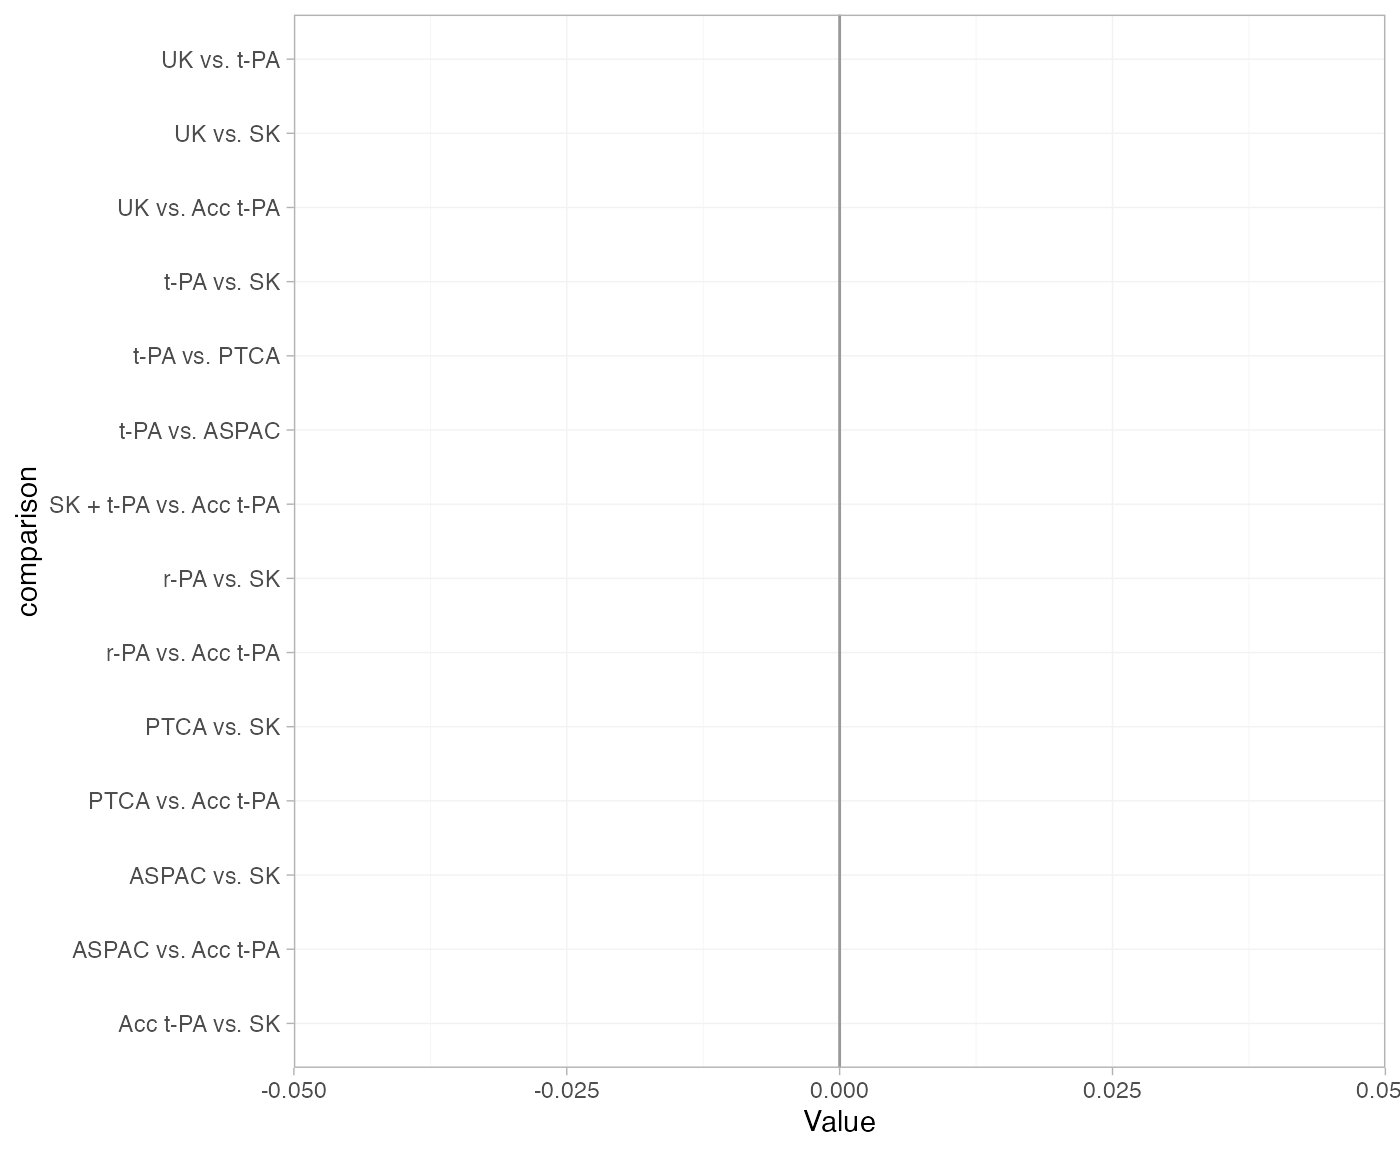 UK vs. t-PA
UK vs. SK
UK vs. Acc t-PA
t-PA vs. SK
t-PA vs. PTCA
t-PA vs. ASPAC
SK + t-PA vs. Acc t-PA
r-PA vs. SK
r-PA vs. Acc t-PA
PTCA vs. SK
PTCA vs. Acc t-PA
ASPAC vs. SK
ASPAC vs. Acc t-PA
Acc t-PA vs. SK
comparison
-0.050 -0.025 0.000 0.025 0.05
Value